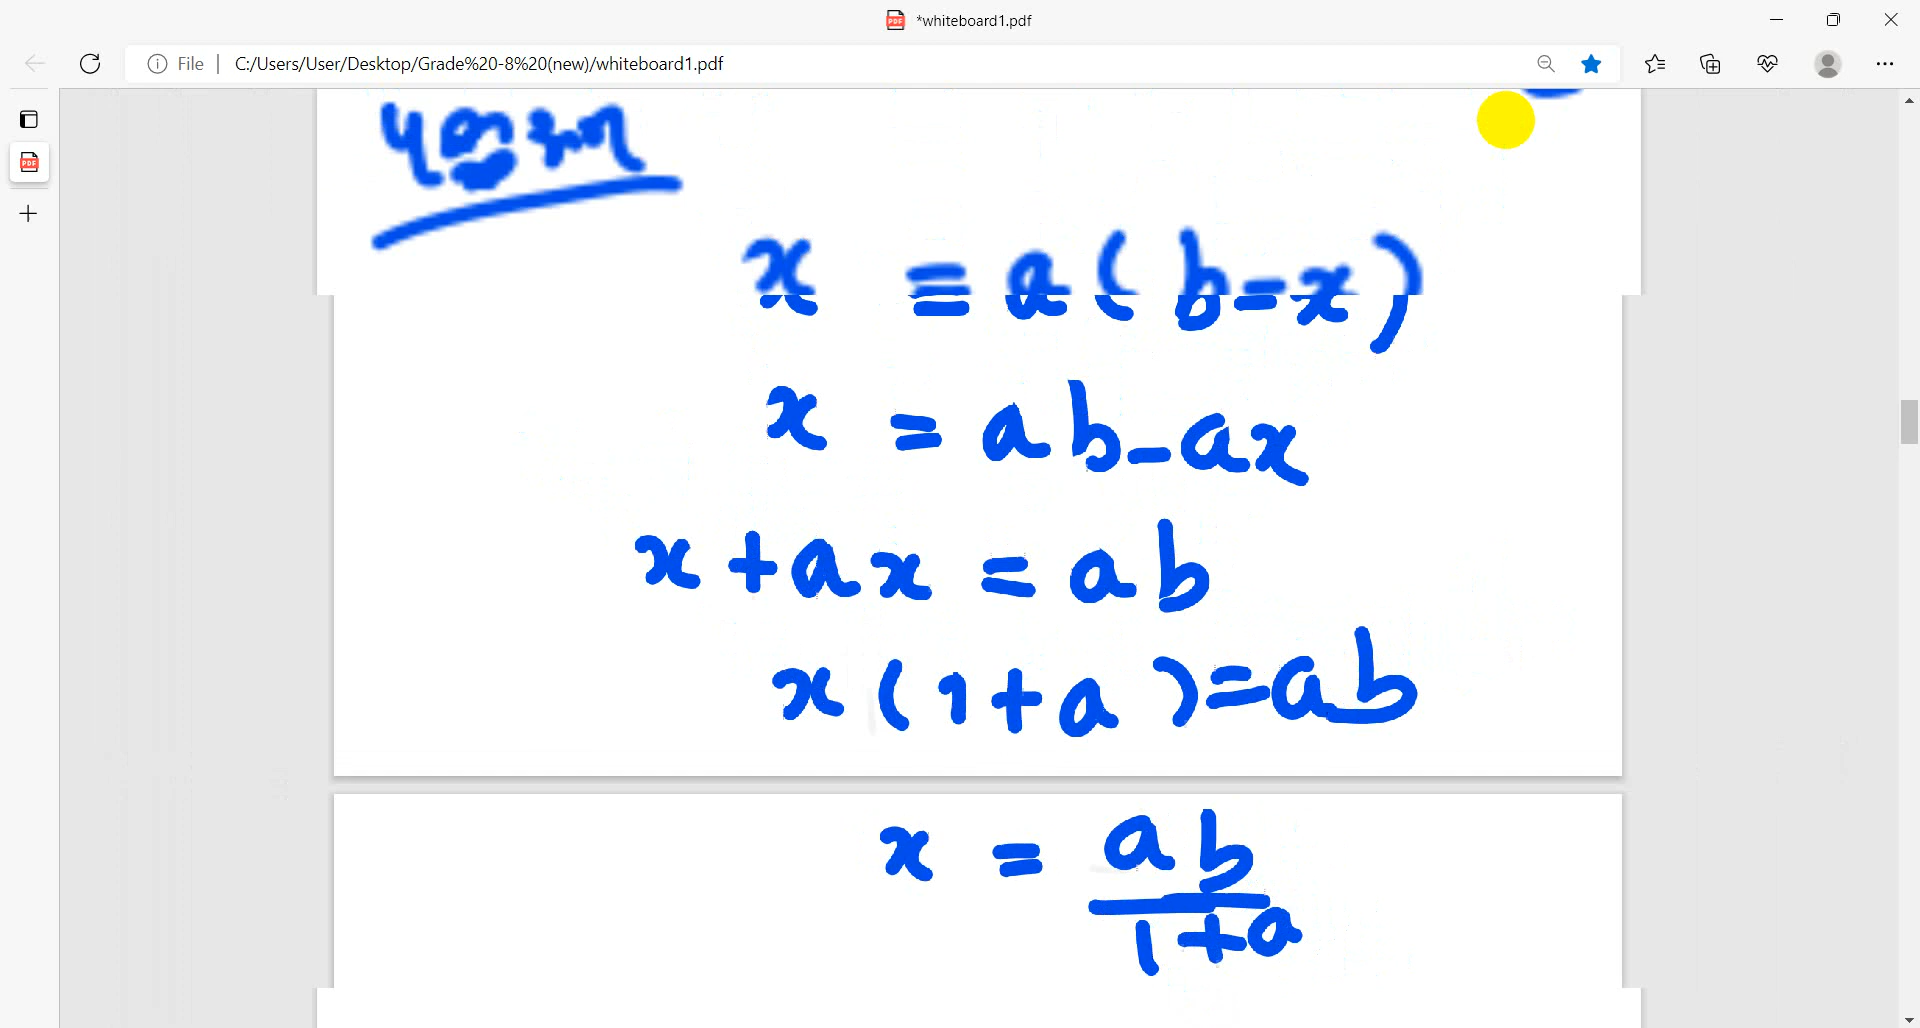 *whiteboard1.pdf
File | C:/Users/User/Desktop/Grade%20-8%20(new)/whiteboard1.pdf
x = a(b-x)
x = ab-ax
x+ax = ab
x(1+a)=ab
x = ab
1+a